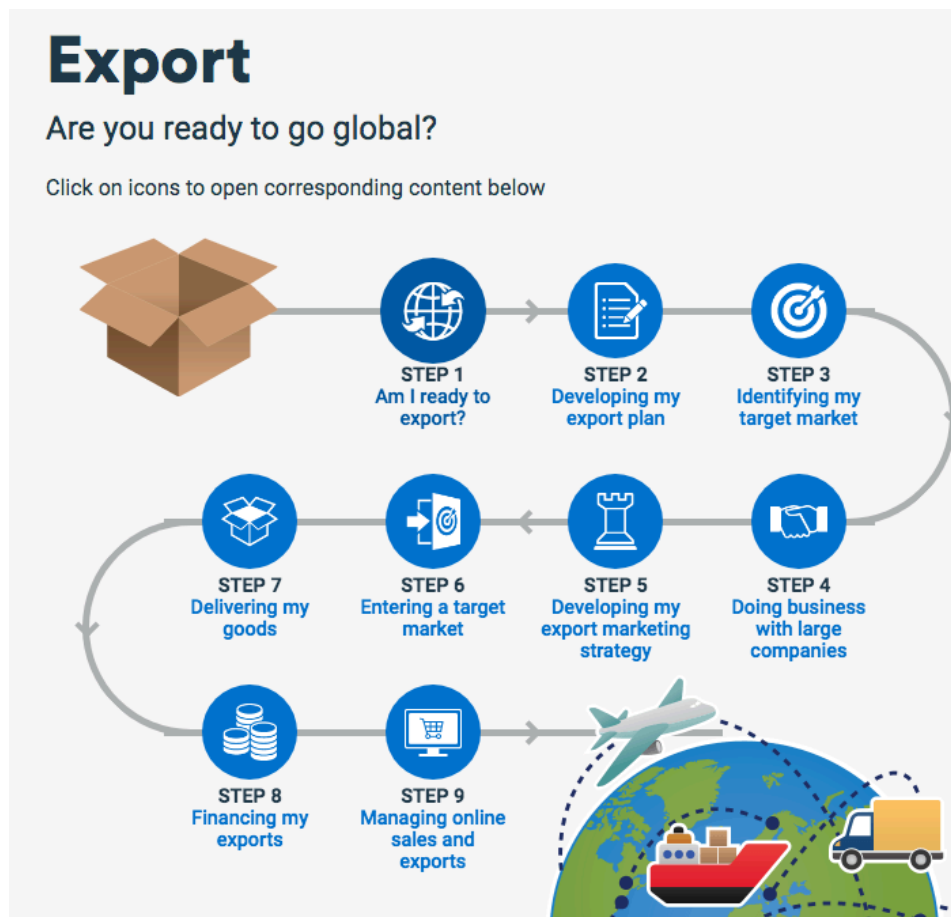 Export
Are you ready to go global?
Click on icons to open corresponding content below
STEP 1
Am I ready to
export?
STEP 2
Developing my
export plan
STEP 3
Identifying my
target market
STEP 7
Delivering my
goods
STEP 6
Entering a target
market
STEP 5
Developing my
export marketing
strategy
STEP 4
Doing business
with large
companies
STEP 8
Financing my
exports
STEP 9
Managing online
sales and
exports